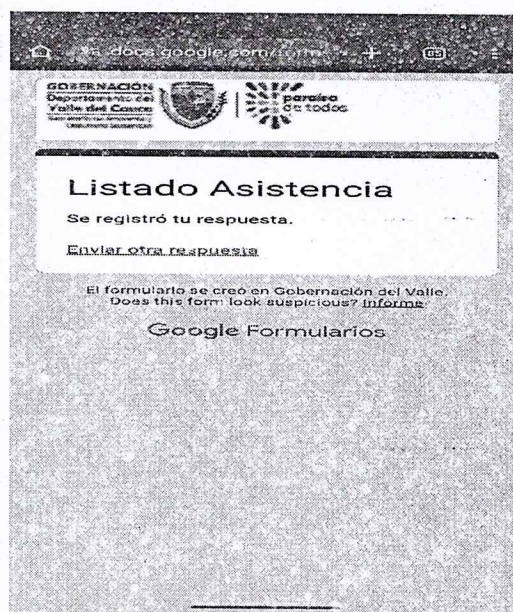 docs.google.com/form
GOBERNACIÓN
Departamento del
Valle del Cauca
paraíso
de todos
Listado Asistencia
Se registró tu respuesta.
Enviar otra respuesta
El formulario se creó en Gobernación del Valle.
Does this form look suspicious? Informe
Google Formularios